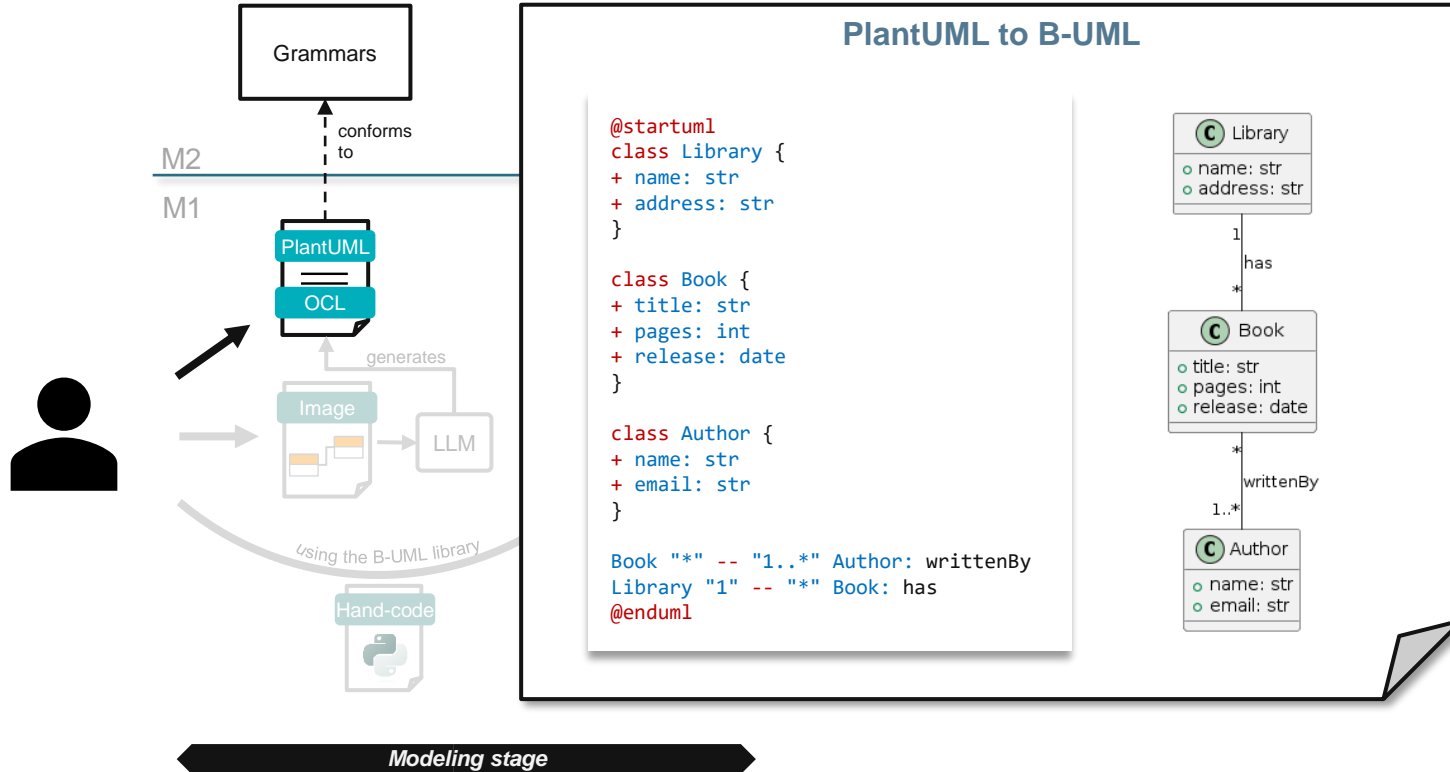 Grammars
conforms
to
M2
M1
PlantUML
OCL
generates
Image
LLM
using the B-UML library
Hand-code
Modeling stage
PlantUML to B-UML
@startuml
class Library {
+ name: str
+ address: str
}
class Book {
+ title: str
+ pages: int
+ release: date
}
class Author {
+ name: str
+ email: str
}
Book "*" -- "1..*" Author: writtenBy
Library "1" -- "*" Book: has
@enduml
C Library
name: str
address: str
1
has
*
C Book
title: str
pages: int
release: date
*
writtenBy
1..*
C Author
name: str
email: str